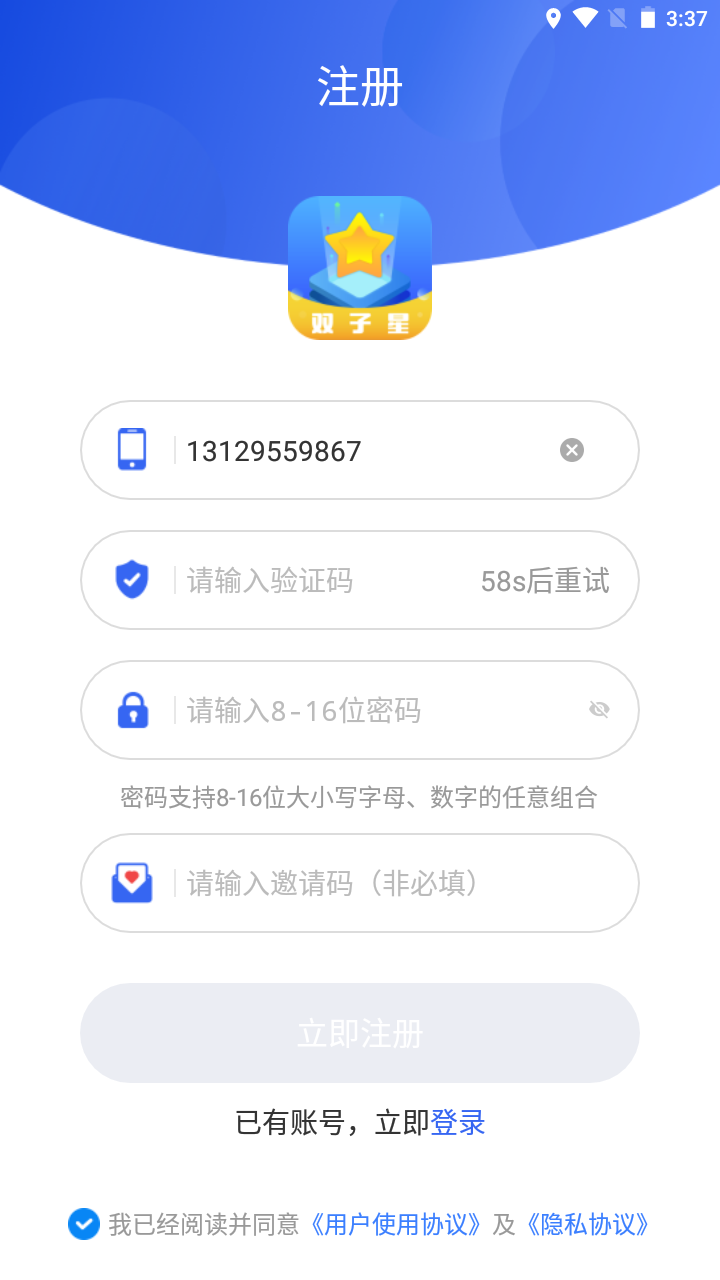 3:37
注册
双子星
13129559867
请输入验证码 58s后重试
请输入8-16位密码
密码支持8-16位大小写字母、数字的任意组合
请输入邀请码（非必填）
立即注册
已有账号，立即登录
我已经阅读并同意《用户使用协议》及《隐私协议》